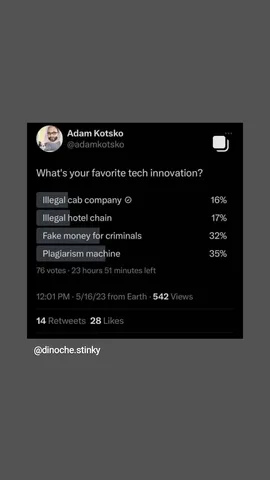 Adam Kotsko
@adamkotsko
What's your favorite tech innovation?
Illegal cab company 16%
Illegal hotel chain 17%
Fake money for criminals 32%
Plagiarism machine 35%
76 votes · 23 hours 51 minutes left
12:01 PM · 5/16/23 from Earth · 542 Views
14 Retweets 28 Likes
@dinoche.stinky